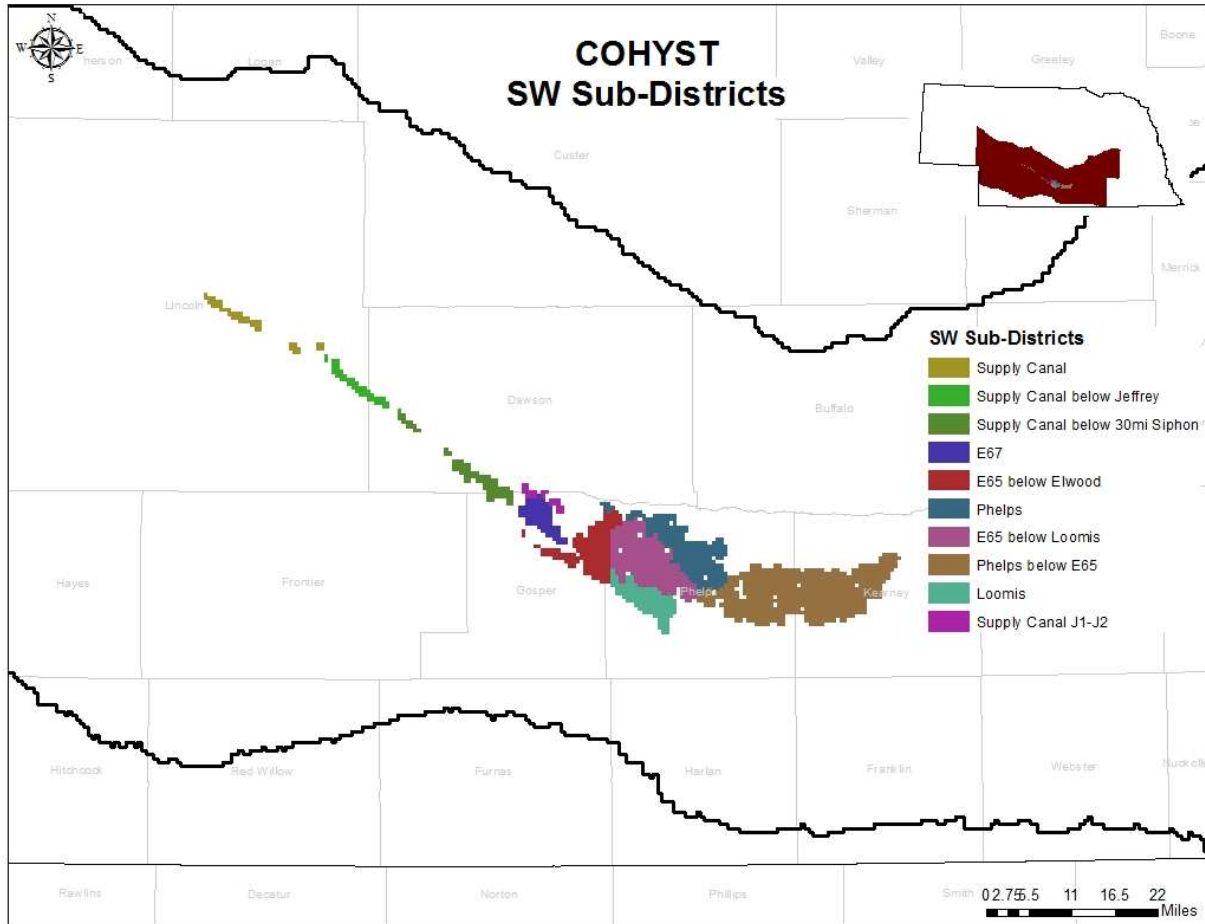 N
W E
S
COHYST
SW Sub-Districts
herson
Logan
Valley
Greeley
Boone
Custer
Sherman
Merrick
Lincoln
Dawson
Buffalo
SW Sub-Districts
Supply Canal
Supply Canal below Jeffrey
Supply Canal below 30mi Siphon
E67
E65 below Elwood
Phelps
E65 below Loomis
Phelps below E65
Loomis
Supply Canal J1-J2
Hayes
Frontier
Gosper
Phelps
Kearney
Hitchcock
Red Willow
Furnas
Harlan
Franklin
Webster
Nuckolls
Rawlins
Decatur
Norton
Phillips
Smith
0 2.75 5.5 11 16.5 22
Miles